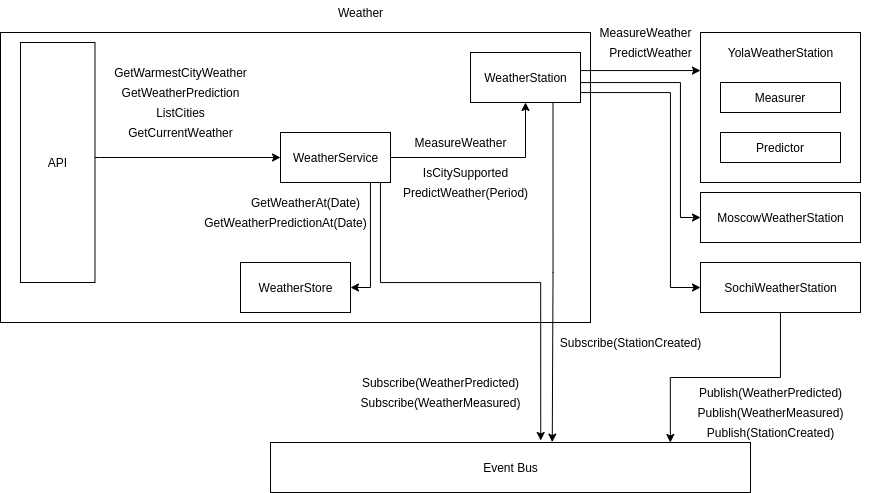 Weather
MeasureWeather
PredictWeather
YolaWeatherStation
Measurer
Predictor
GetWarmestCityWeather
GetWeatherPrediction
ListCities
GetCurrentWeather
WeatherStation
API
WeatherService
MeasureWeather
IsCitySupported
PredictWeather(Period)
GetWeatherAt(Date)
GetWeatherPredictionAt(Date)
MoscowWeatherStation
WeatherStore
SochiWeatherStation
Subscribe(StationCreated)
Subscribe(WeatherPredicted)
Subscribe(WeatherMeasured)
Publish(WeatherPredicted)
Publish(WeatherMeasured)
Publish(StationCreated)
Event Bus